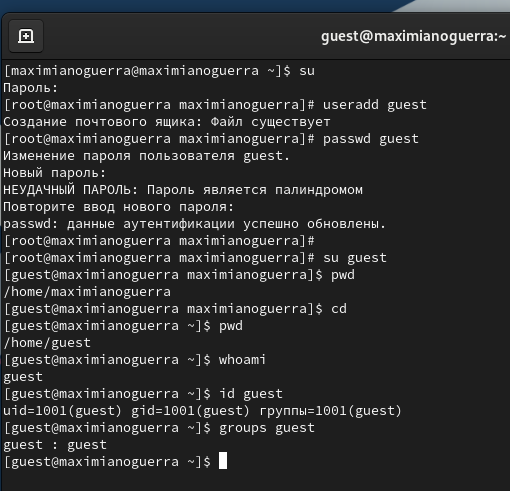 guest@maximianoguerra:~
[maximianoguerra@maximianoguerra ~]$ su
Пароль:
[root@maximianoguerra maximianoguerra]# useradd guest
Создание почтового ящика: Файл существует
[root@maximianoguerra maximianoguerra]# passwd guest
Изменение пароля пользователя guest.
Новый пароль:
НЕУДАЧНЫЙ ПАРОЛЬ: Пароль является палиндромом
Повторите ввод нового пароля:
passwd: данные аутентификации успешно обновлены.
[root@maximianoguerra maximianoguerra]#
[root@maximianoguerra maximianoguerra]# su guest
[guest@maximianoguerra maximianoguerra]$ pwd
/home/maximianoguerra
[guest@maximianoguerra maximianoguerra]$ cd
[guest@maximianoguerra ~]$ pwd
/home/guest
[guest@maximianoguerra ~]$ whoami
guest
[guest@maximianoguerra ~]$ id guest
uid=1001(guest) gid=1001(guest) группы=1001(guest)
[guest@maximianoguerra ~]$ groups guest
guest : guest
[guest@maximianoguerra ~]$